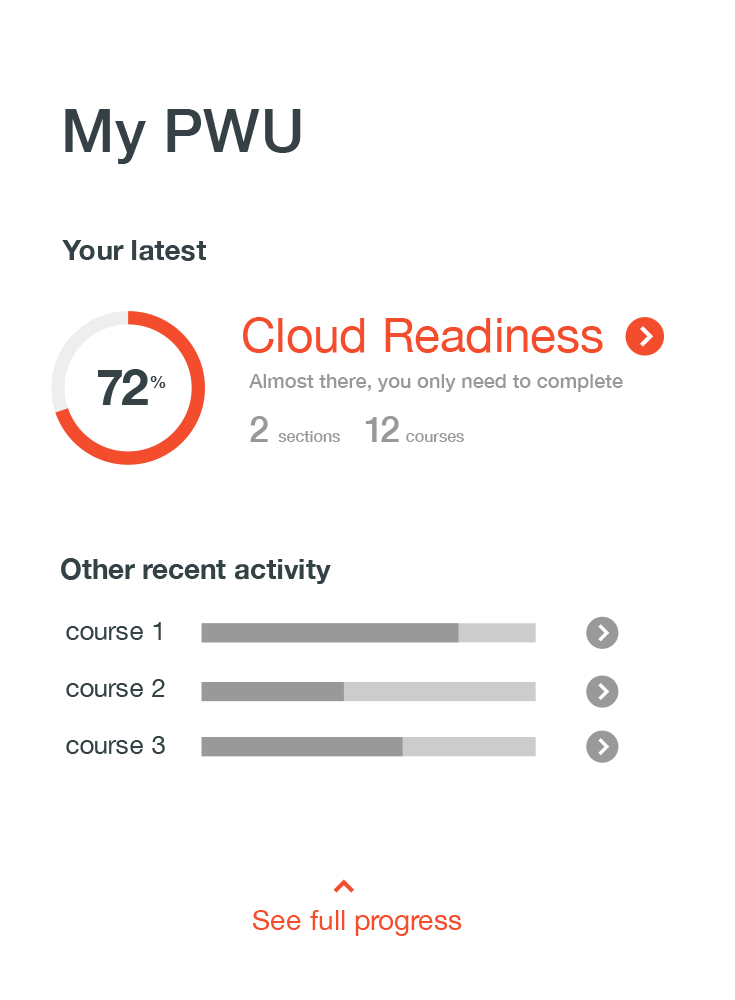 My PWU
Your latest
72%
Cloud Readiness
Almost there, you only need to complete
2 sections 12 courses
Other recent activity
course 1
course 2
course 3
See full progress